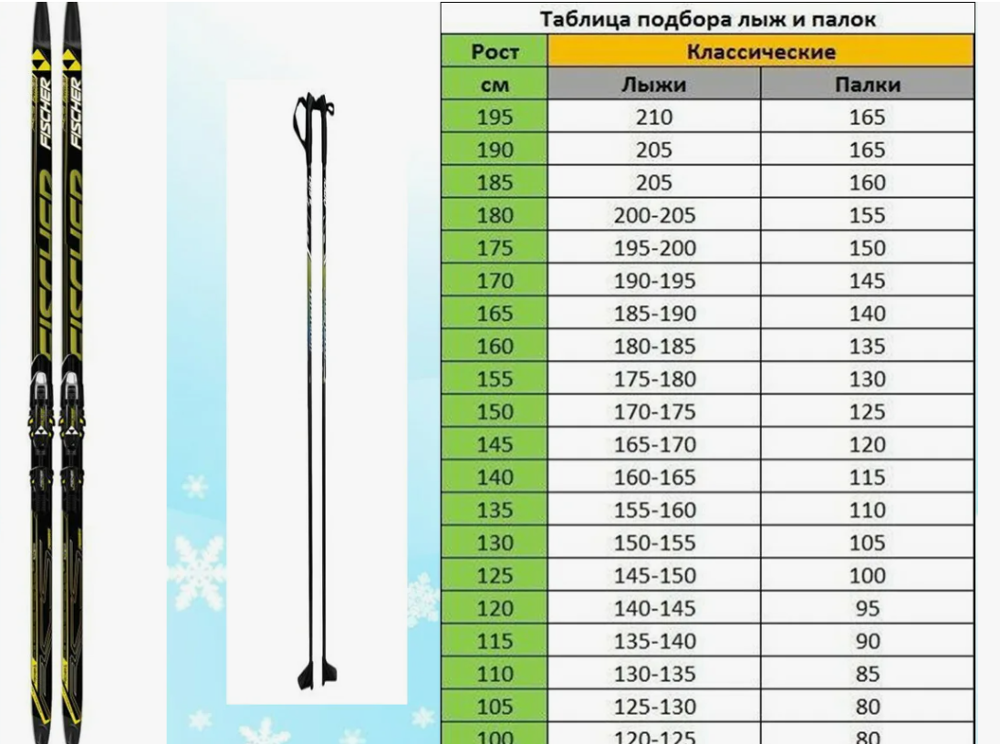 Таблица подбора лыж и палок
Рост Классические
см Лыжи Палки
195 210 165
190 205 165
185 205 160
180 200-205 155
175 195-200 150
170 190-195 145
165 185-190 140
160 180-185 135
155 175-180 130
150 170-175 125
145 165-170 120
140 160-165 115
135 155-160 110
130 150-155 105
125 145-150 100
120 140-145 95
115 135-140 90
110 130-135 85
105 125-130 80
100 120-125 80
FISCHER
FISCHER
FISCHER
FISCHER